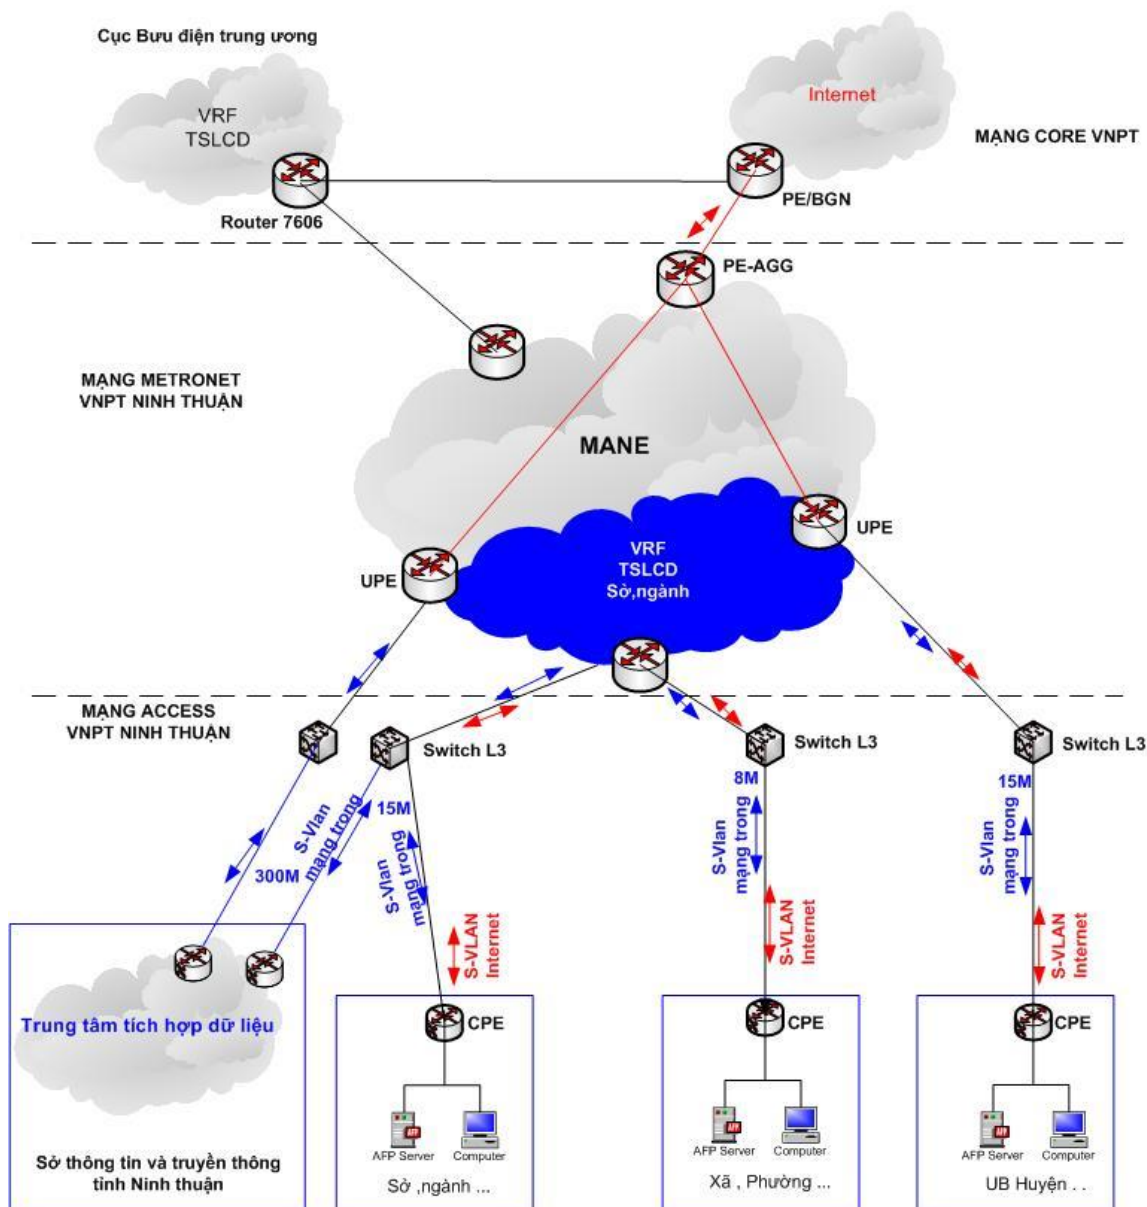 Cục Bưu điện trung ương
VRF
TSLCD
Internet
MẠNG CORE VNPT
Router 7606
PE/BGN
PE-AGG
MẠNG METRONET
VNPT NINH THUẬN
MANE
UPE
VRF
TSLCD
Sở,ngành
UPE
MẠNG ACCESS
VNPT NINH THUẬN
Switch L3
Switch L3
Switch L3
300M
S-Vlan
mạng trong
15M
S-Vlan
mạng trong
S-VLAN
Internet
8M
S-Vlan
mạng trong
S-VLAN
Internet
15M
S-Vlan
mạng trong
S-VLAN
Internet
Trung tâm tích hợp dữ liệu
Sở thông tin và truyền thông
tỉnh Ninh thuận
CPE
AFP
AFP Server
Computer
Sở ,ngành ...
CPE
AFP
AFP Server
Computer
Xã , Phường ...
CPE
AFP
AFP Server
Computer
UB Huyện . .